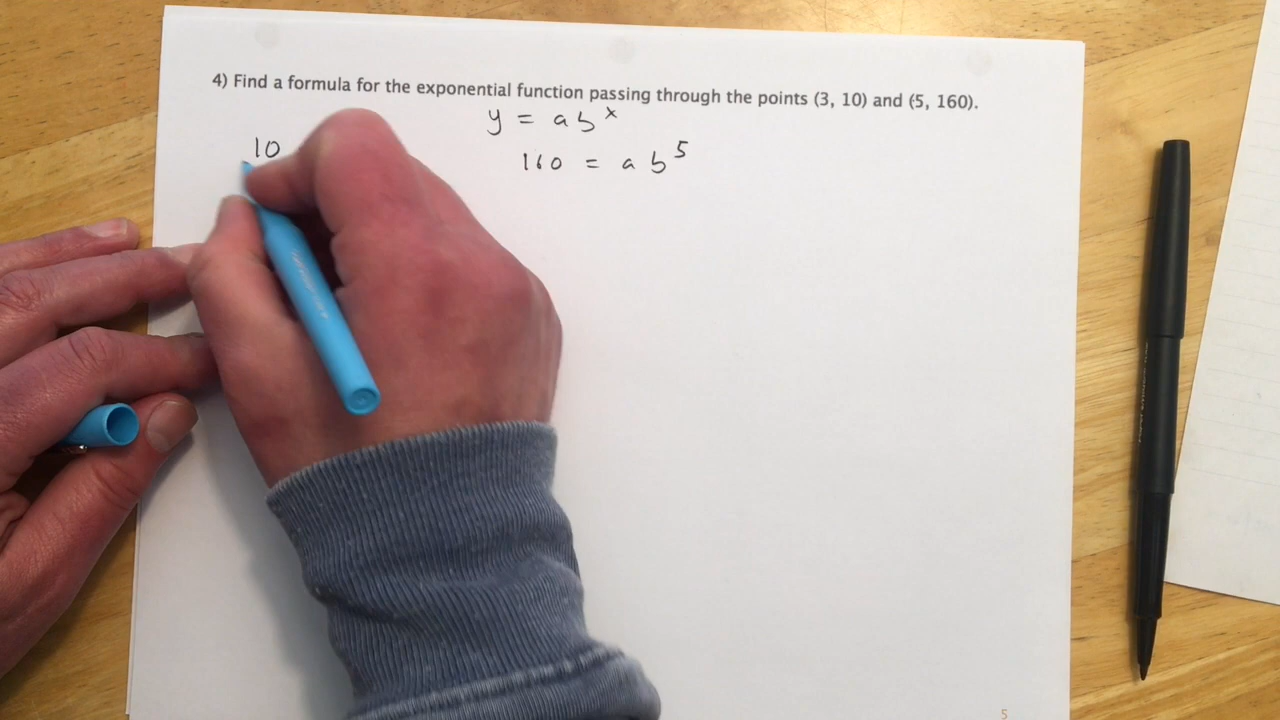 4) Find a formula for the exponential function passing through the points (3, 10) and (5, 160).
y = ab^x
10
160 = ab^5
5